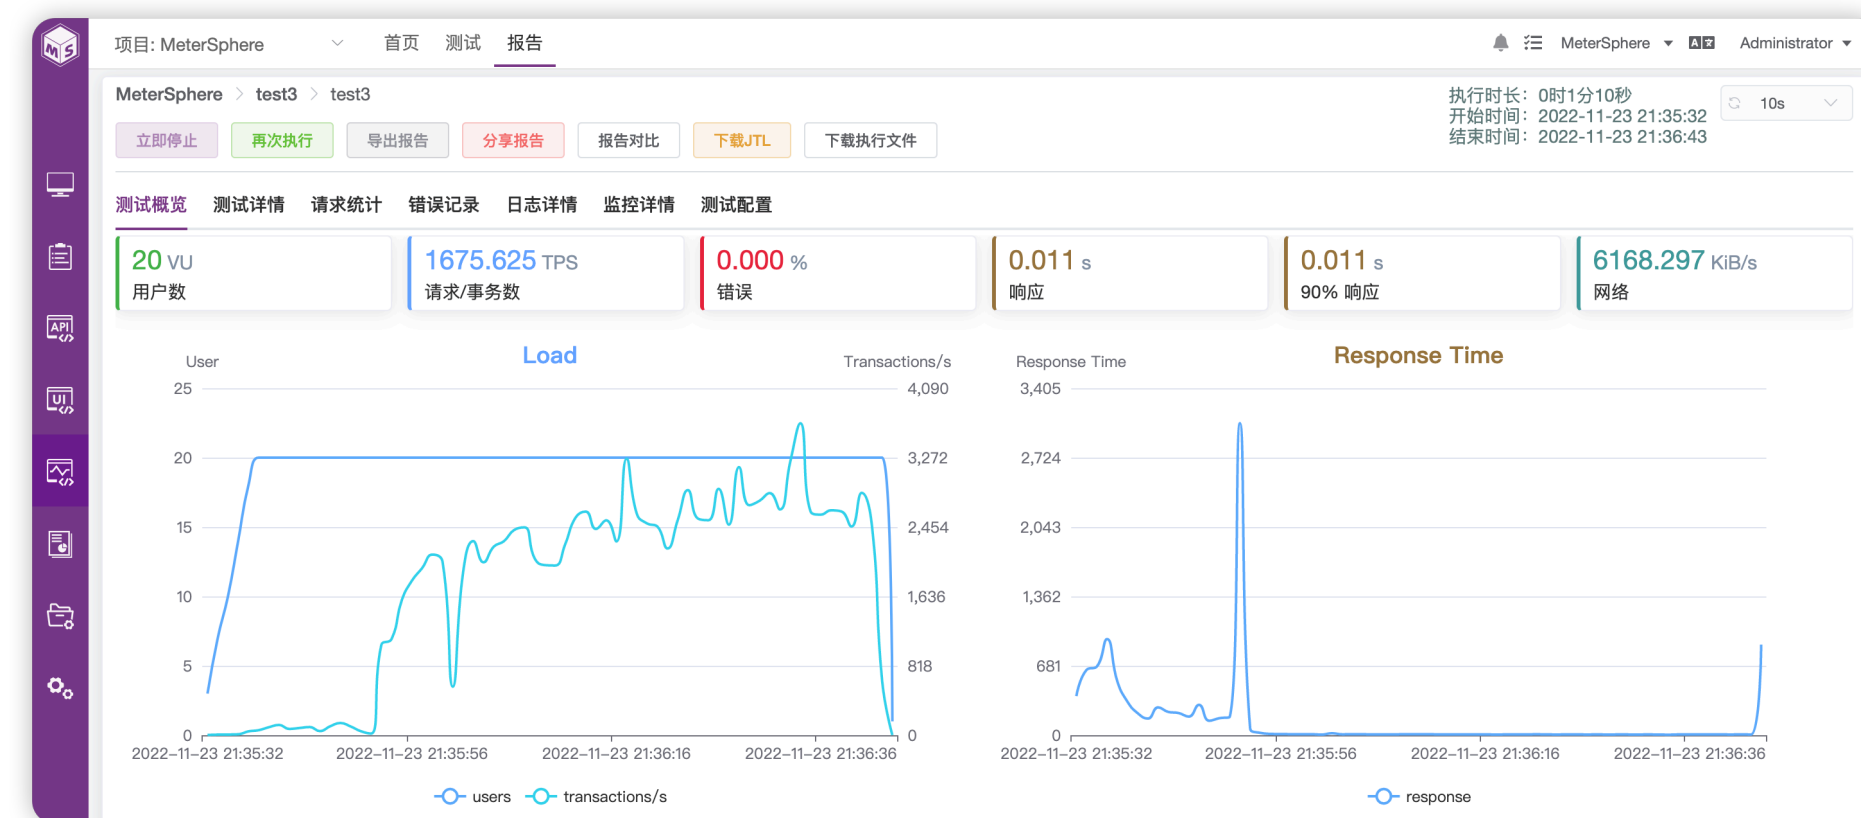 MS
项目: MeterSphere
首页 测试 报告
MeterSphere
Administrator
MeterSphere > test3 > test3
执行时长：0时1分10秒
开始时间：2022-11-23 21:35:32
结束时间：2022-11-23 21:36:43
10s
立即停止 再次执行 导出报告 分享报告 报告对比 下载JTL 下载执行文件
测试概览 测试详情 请求统计 错误记录 日志详情 监控详情 测试配置
API
UI
20 VU
用户数
1675.625 TPS
请求/事务数
0.000 %
错误
0.011 s
响应
0.011 s
90% 响应
6168.297 KiB/s
网络
Load
User
Transactions/s
25
20
15
10
5
0
4,090
3,272
2,454
1,636
818
0
2022-11-23 21:35:32
2022-11-23 21:35:56
2022-11-23 21:36:16
2022-11-23 21:36:36
users
transactions/s
Response Time
Response Time
3,405
2,724
2,043
1,362
681
0
2022-11-23 21:35:32
2022-11-23 21:35:56
2022-11-23 21:36:16
2022-11-23 21:36:36
response